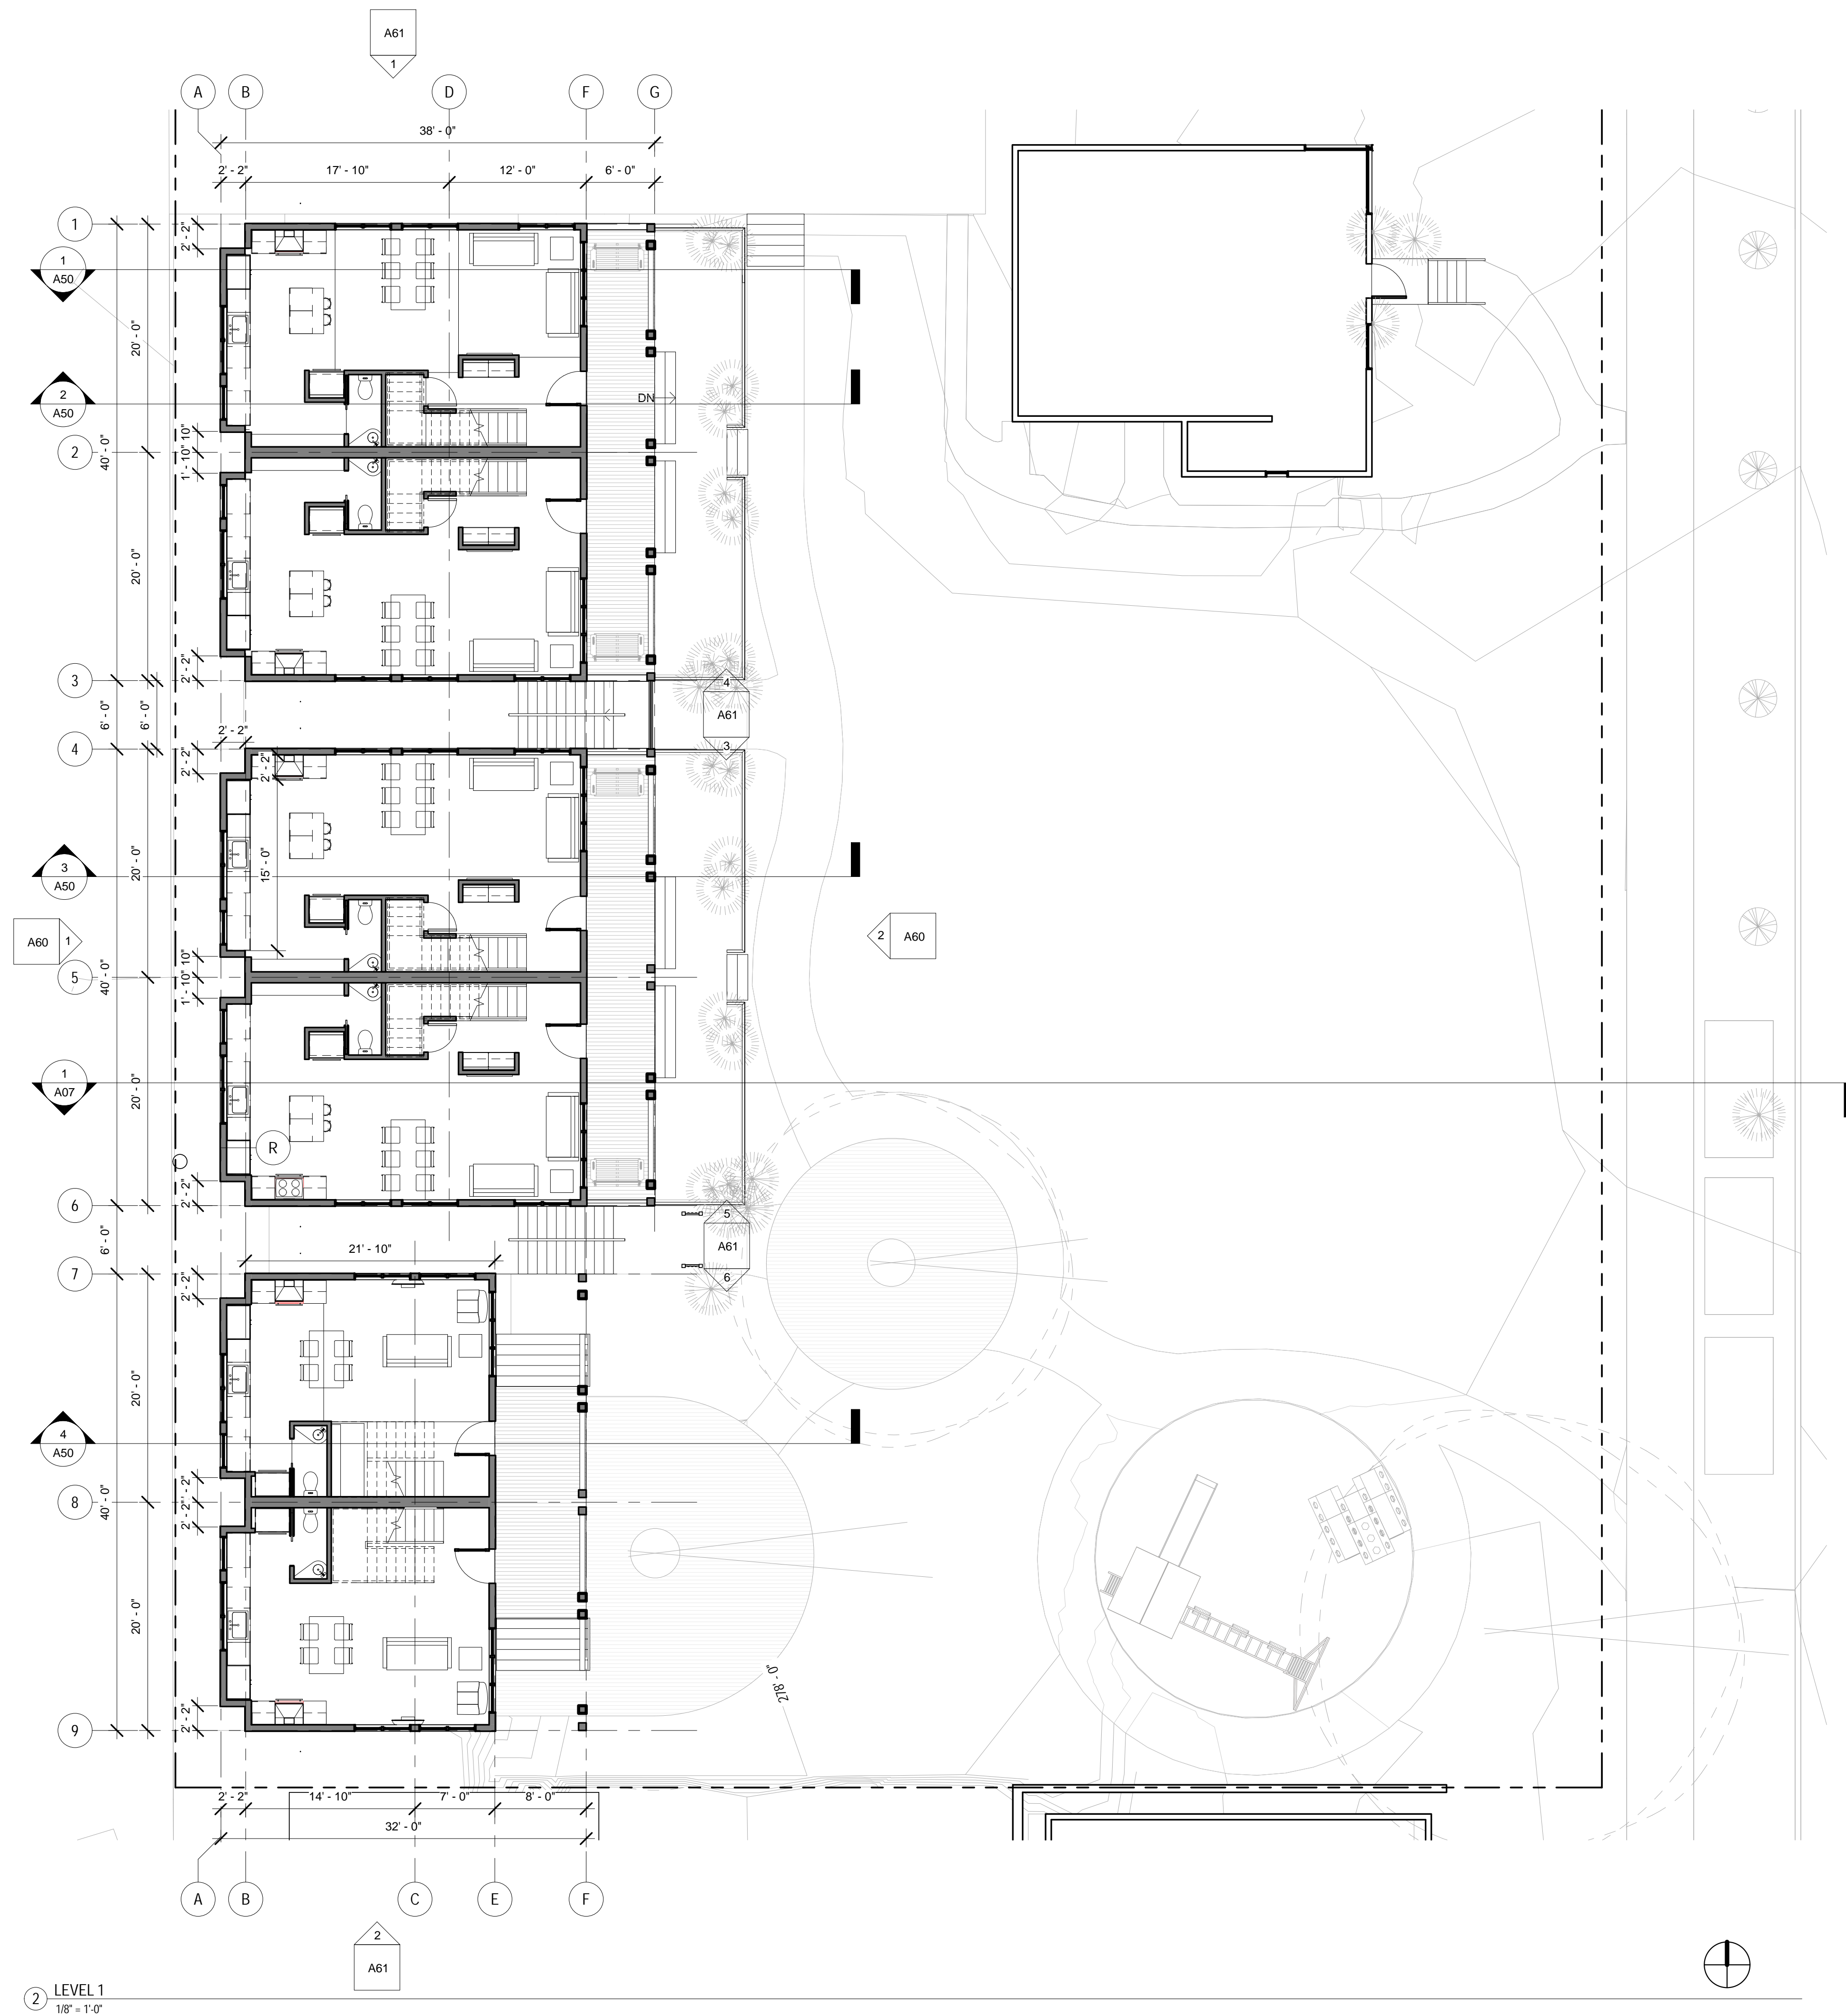 A61
1
A
B
D
F
G
38' - 0"
2' - 2"
17' - 10"
12' - 0"
6' - 0"
1
2' - 2"
1
A50
20' - 0"
2
A50
DN
2
40' - 0"
1' - 10"
1' - 10"
20' - 0"
3
2' - 2"
4
A61
3
6' - 0"
6' - 0"
2' - 2"
4
2' - 2"
2' - 2"
20' - 0"
15' - 0"
3
A50
A60
1
2
A60
5
40' - 0"
1' - 10"
1' - 10"
20' - 0"
1
A07
R
6
2' - 2"
5
A61
6
6' - 0"
21' - 10"
7
2' - 2"
20' - 0"
4
A50
8
40' - 0"
2' - 2"
2' - 2"
20' - 0"
278' - 0"
9
2' - 2"
2' - 2"
14' - 10"
7' - 0"
8' - 0"
32' - 0"
A
B
C
E
F
2
A61
2
LEVEL 1
1/8" = 1'-0"